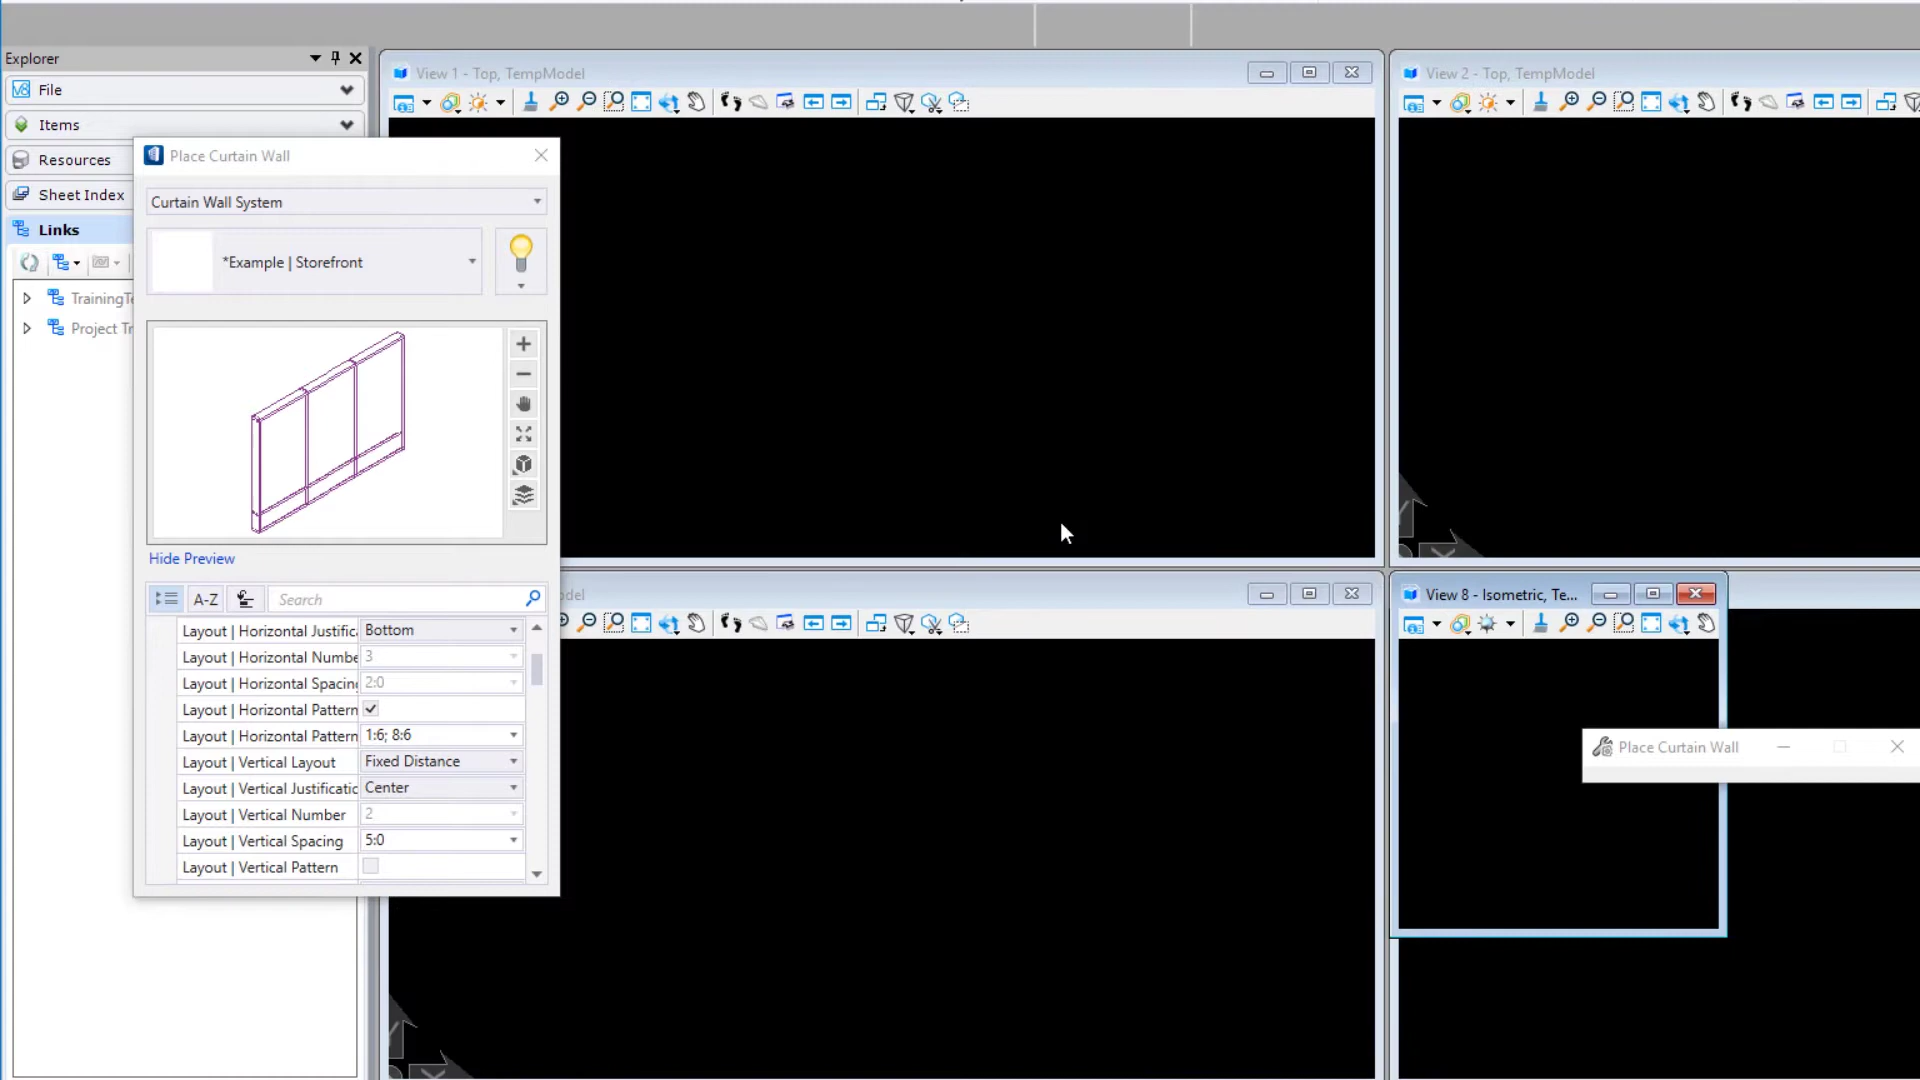 Explorer
File
Items
Resources
Sheet Index
Links
View 1 - Top, TempModel
View 2 - Top, TempModel
Place Curtain Wall
Curtain Wall System
*Example | Storefront
Hide Preview
A-Z
Search
Layout | Horizontal Justific
Bottom
Layout | Horizontal Numbe
3
Layout | Horizontal Spacin
2:0
Layout | Horizontal Pattern
Layout | Horizontal Pattern
1:6; 8:6
Layout | Vertical Layout
Fixed Distance
Layout | Vertical Justificatic
Center
Layout | Vertical Number
2
Layout | Vertical Spacing
5:0
Layout | Vertical Pattern
TrainingTe
Project Tr
odel
View 8 - Isometric, Te...
Place Curtain Wall